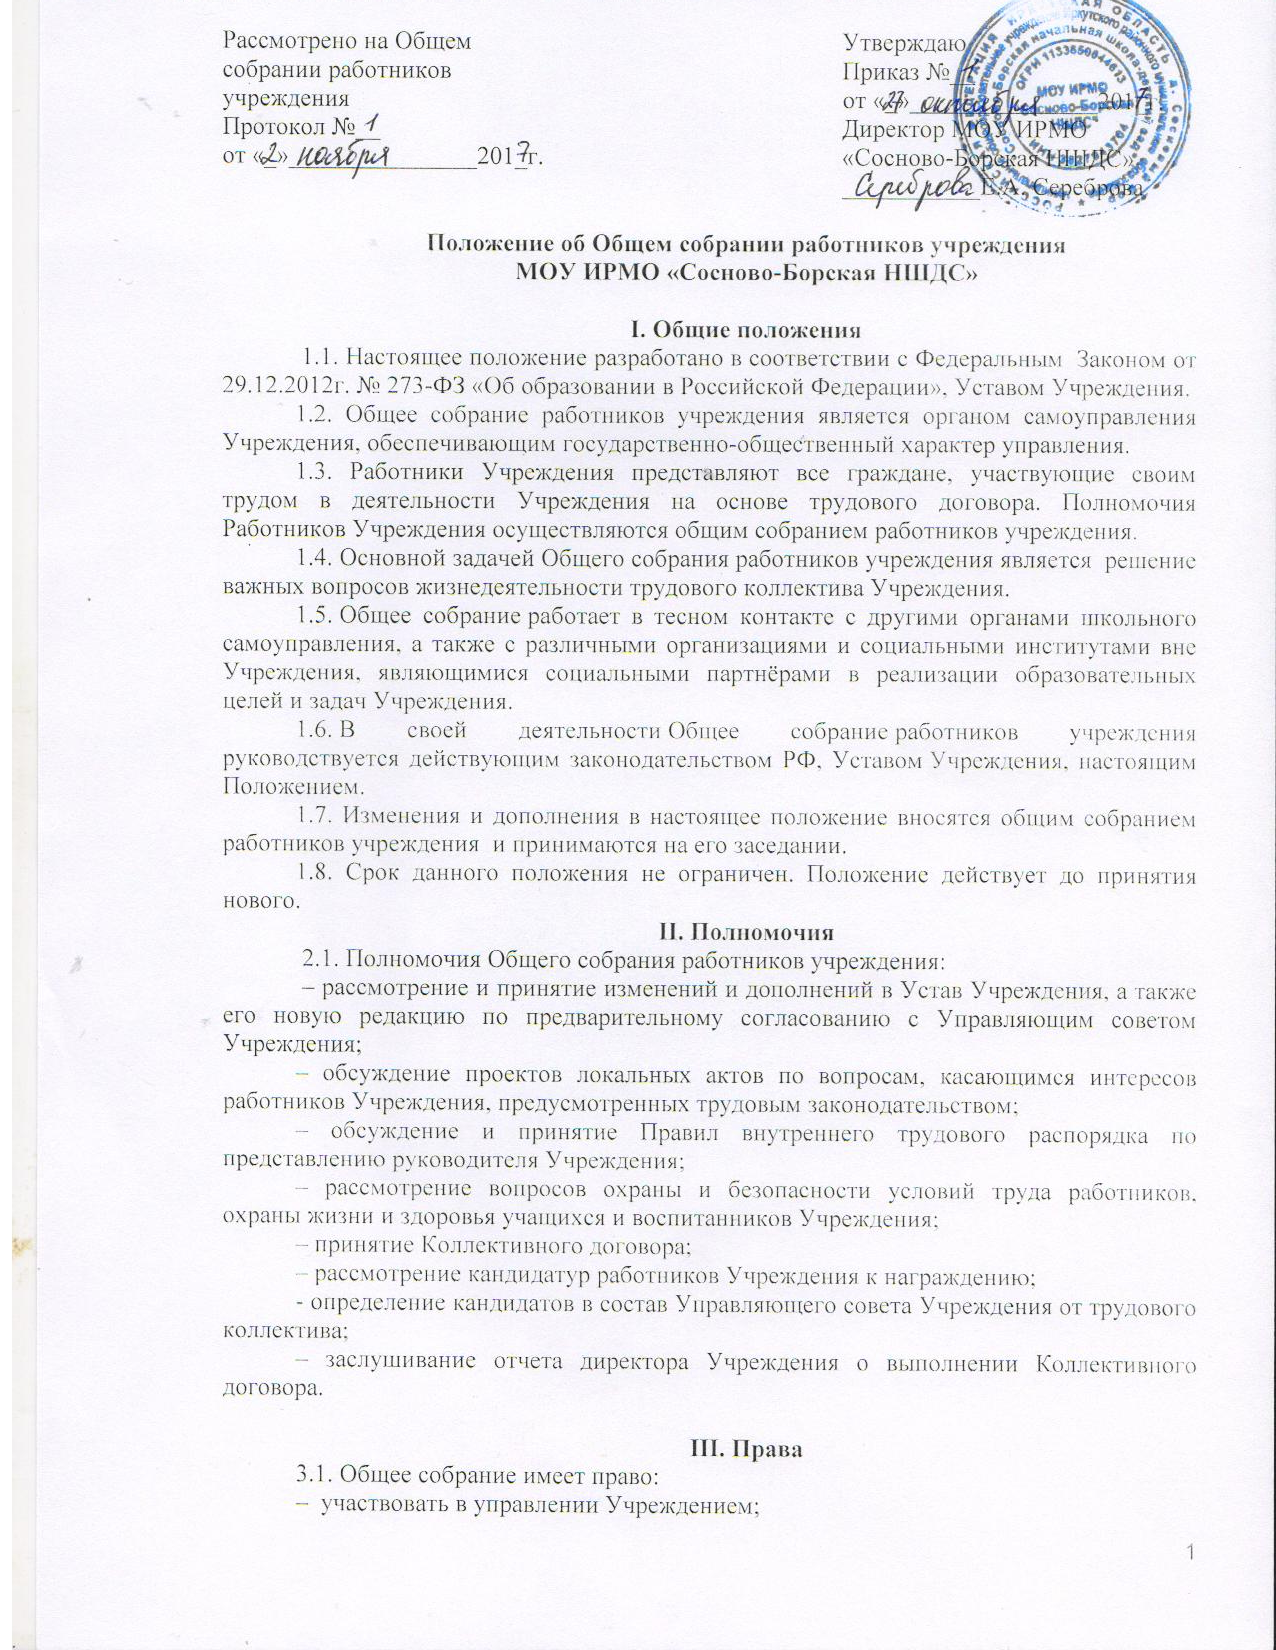 Рассмотрено на Общем
собрании работников
учреждения
Протокол № 1
от «2» ноября 2017г.
Утверждаю
Приказ № 1
от «27» октября 2017г.
Директор МОУ ИРМО
«Сосново-Борская НШДС»
Сереброва Е.А. Сереброва
ОГРН 1133850044613
МОУ ИРМО
Положение об Общем собрании работников учреждения
МОУ ИРМО «Сосново-Борская НШДС»
I. Общие положения
1.1. Настоящее положение разработано в соответствии с Федеральным Законом от
29.12.2012г. № 273-ФЗ «Об образовании в Российской Федерации», Уставом Учреждения.
1.2. Общее собрание работников учреждения является органом самоуправления
Учреждения, обеспечивающим государственно-общественный характер управления.
1.3. Работники Учреждения представляют все граждане, участвующие своим
трудом в деятельности Учреждения на основе трудового договора. Полномочия
Работников Учреждения осуществляются общим собранием работников учреждения.
1.4. Основной задачей Общего собрания работников учреждения является решение
важных вопросов жизнедеятельности трудового коллектива Учреждения.
1.5. Общее собрание работает в тесном контакте с другими органами школьного
самоуправления, а также с различными организациями и социальными институтами вне
Учреждения, являющимися социальными партнёрами в реализации образовательных
целей и задач Учреждения.
1.6. В своей деятельности Общее собрание работников учреждения
руководствуется действующим законодательством РФ, Уставом Учреждения, настоящим
Положением.
1.7. Изменения и дополнения в настоящее положение вносятся общим собранием
работников учреждения и принимаются на его заседании.
1.8. Срок данного положения не ограничен. Положение действует до принятия
нового.
II. Полномочия
2.1. Полномочия Общего собрания работников учреждения:
– рассмотрение и принятие изменений и дополнений в Устав Учреждения, а также
его новую редакцию по предварительному согласованию с Управляющим советом
Учреждения;
– обсуждение проектов локальных актов по вопросам, касающимся интересов
работников Учреждения, предусмотренных трудовым законодательством;
– обсуждение и принятие Правил внутреннего трудового распорядка по
представлению руководителя Учреждения;
– рассмотрение вопросов охраны и безопасности условий труда работников,
охраны жизни и здоровья учащихся и воспитанников Учреждения;
– принятие Коллективного договора;
– рассмотрение кандидатур работников Учреждения к награждению;
- определение кандидатов в состав Управляющего совета Учреждения от трудового
коллектива;
– заслушивание отчета директора Учреждения о выполнении Коллективного
договора.
III. Права
3.1. Общее собрание имеет право:
– участвовать в управлении Учреждением;
1